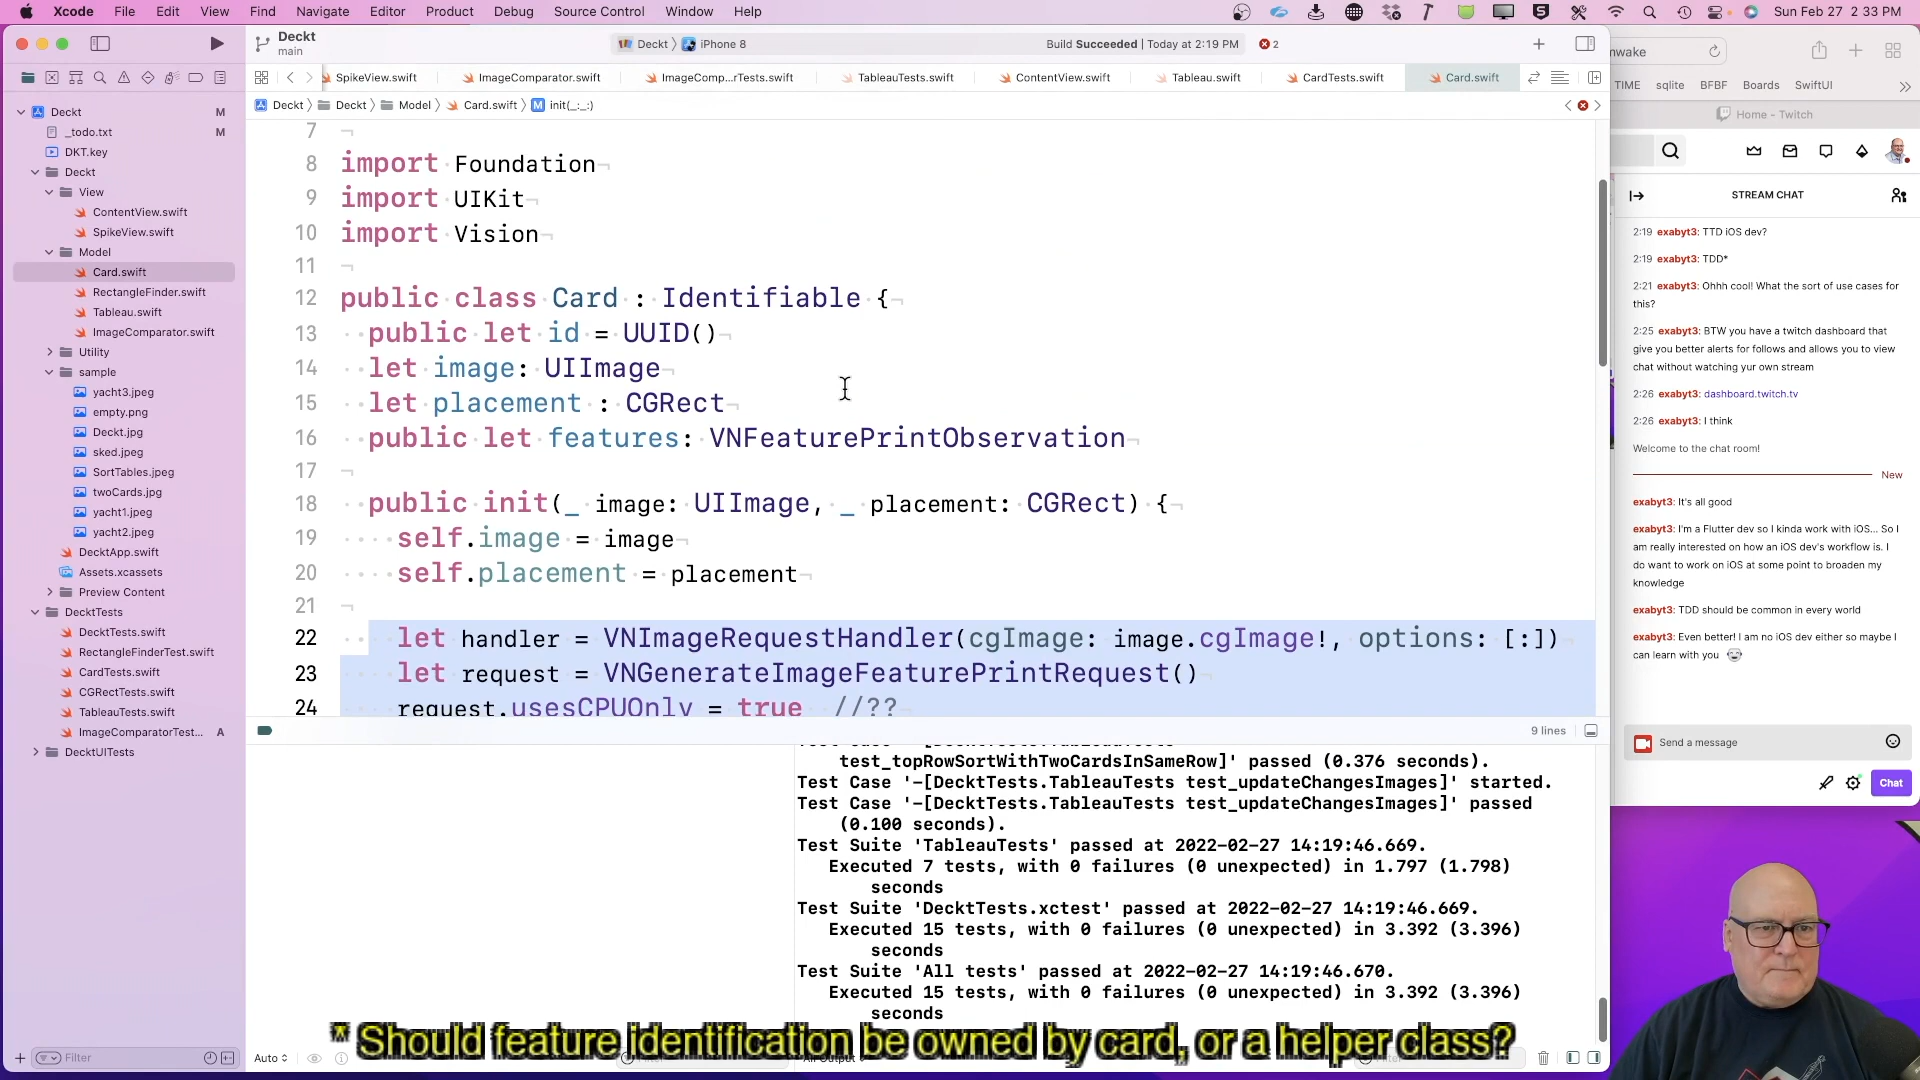 Xcode File Edit View Find Navigate Editor Product Debug Source Control Window Help
Sun Feb 27 2:33 PM
Deckt
main
Deckt 〉 iPhone 8
Build Succeeded | Today at 2:19 PM
2
SpikeView.swift
ImageComparator.swift
ImageComp...rTests.swift
TableauTests.swift
ContentView.swift
Tableau.swift
CardTests.swift
Card.swift
Deckt 〉 Deckt 〉 Model 〉 Card.swift 〉 M init(_:_:)
Deckt M
_todo.txt M
DKT.key
Deckt
View
ContentView.swift
SpikeView.swift
Model
Card.swift
RectangleFinder.swift
Tableau.swift
ImageComparator.swift
Utility
sample
yacht3.jpeg
empty.png
Deckt.jpg
sked.jpeg
SortTables.jpeg
twoCards.jpg
yacht1.jpeg
yacht2.jpeg
DecktApp.swift
Assets.xcassets
Preview Content
DecktTests
DecktTests.swift
RectangleFinderTest.swift
CardTests.swift
CGRectTests.swift
TableauTests.swift
ImageComparatorTest... A
DecktUITests
Filter
7
8 import Foundation
9 import UIKit
10 import Vision
11
12 public class Card : Identifiable {
13 public let id = UUID()
14 let image: UIImage
15 let placement : CGRect
16 public let features: VNFeaturePrintObservation
17
18 public init(_ image: UIImage, _ placement: CGRect) {
19 self.image = image
20 self.placement = placement
21
22 let handler = VNImageRequestHandler(cgImage: image.cgImage!, options: [:])
23 let request = VNGenerateImageFeaturePrintRequest()
24 request.usesCPUOnly = true //??
9 lines
test_topRowSortWithTwoCardsInSameRow]' passed (0.376 seconds).
Test Case '-[DecktTests.TableauTests test_updateChangesImages]' started.
Test Case '-[DecktTests.TableauTests test_updateChangesImages]' passed
(0.100 seconds).
Test Suite 'TableauTests' passed at 2022-02-27 14:19:46.669.
Executed 7 tests, with 0 failures (0 unexpected) in 1.797 (1.798)
seconds
Test Suite 'DecktTests.xctest' passed at 2022-02-27 14:19:46.669.
Executed 15 tests, with 0 failures (0 unexpected) in 3.392 (3.396)
seconds
Test Suite 'All tests' passed at 2022-02-27 14:19:46.670.
Executed 15 tests, with 0 failures (0 unexpected) in 3.392 (3.396)
seconds
* Should feature identification be owned by card, or a helper class?
Auto
nwake
TIME sqlite BFBF Boards SwiftUI
Home - Twitch
STREAM CHAT
2:19 exabyt3: TTD iOS dev?
2:19 exabyt3: TDD*
2:21 exabyt3: Ohhh cool! What the sort of use cases for
this?
2:25 exabyt3: BTW you have a twitch dashboard that
give you better alerts for follows and allows you to view
chat without watching yur own stream
2:26 exabyt3: dashboard.twitch.tv
2:26 exabyt3: I think
Welcome to the chat room!
New
exabyt3: It's all good
exabyt3: I'm a Flutter dev so I kinda work with iOS... So I
am really interested on how an iOS dev's workflow is. I
do want to work on iOS at some point to broaden my
knowledge
exabyt3: TDD should be common in every world
exabyt3: Even better! I am no iOS dev either so maybe I
can learn with you
Send a message
Chat